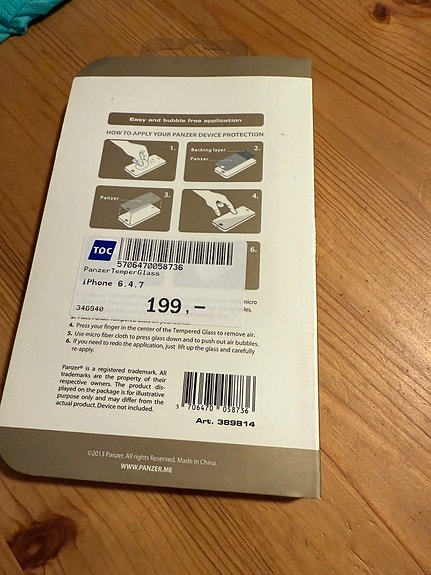 Easy and bubble free application
HOW TO APPLY YOUR PANZER DEVICE PROTECTION
1.
Backing layer
Panzer
2.
Panzer
3.
4.
6.
TDC
5706470058736
PanzerTemperGlass
iPhone 6.4.7
346940
199,-
micro
4. Press your finger in the center of the Tempered Glass to remove air.
5. Use micro fiber cloth to press glass down and to push out air bubbles.
6. If you need to redo the application, just lift up the glass and carefully
re-apply.
Panzer® is a registered trademark. All
trademarks are the property of their
respective owners. The product dis-
played on the package is for illustrative
purpose only and may differ from the
actual product. Device not included.
5 706470 058736
Art. 389814
©2013 Panzer. All rights Reserved. Made in China.
WWW.PANZER.ME